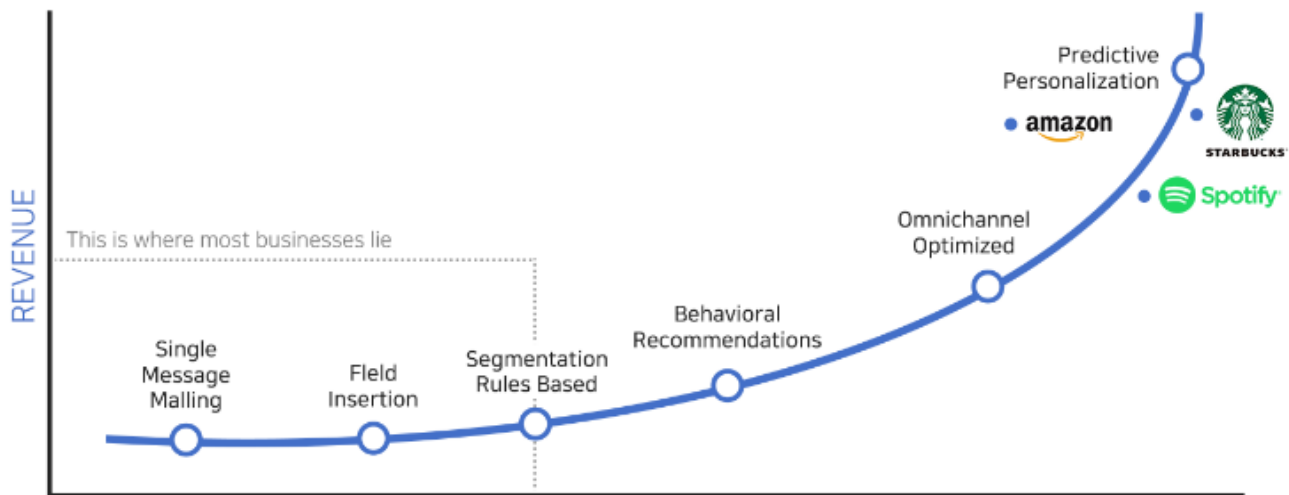 Predictive
Personalization
amazon
STARBUCKS
Spotify
Omnichannel
Optimized
This is where most businesses lie
REVENUE
Behavioral
Recommendations
Single
Message
Malling
Fleld
Insertion
Segmentation
Rules Based